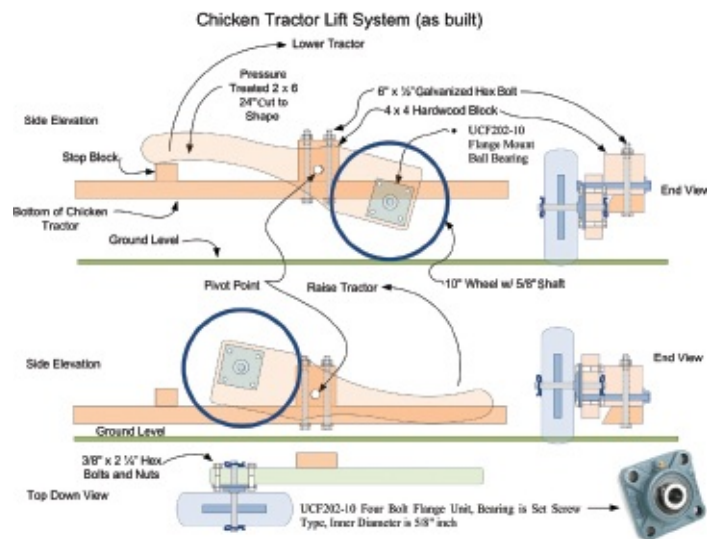 Chicken Tractor Lift System (as built)
Lower Tractor
Pressure
Treated 2 x 6
24" Cut to
Shape
6" x ½" Galvanized Hex Bolt
4 x 4 Hardwood Block
• UCF202-10
Flange Mount
Ball Bearing
Side Elevation
Stop Block
End View
Bottom of Chicken
Tractor
Ground Level
Pivot Point
Raise Tractor
10" Wheel w/ 5/8" Shaft
Side Elevation
End View
Ground Level
3/8" x 2 ½" Hex
Bolts and Nuts
Top Down View
UCF202-10 Four Bolt Flange Unit, Bearing is Set Screw
Type, Inner Diameter is 5/8" inch